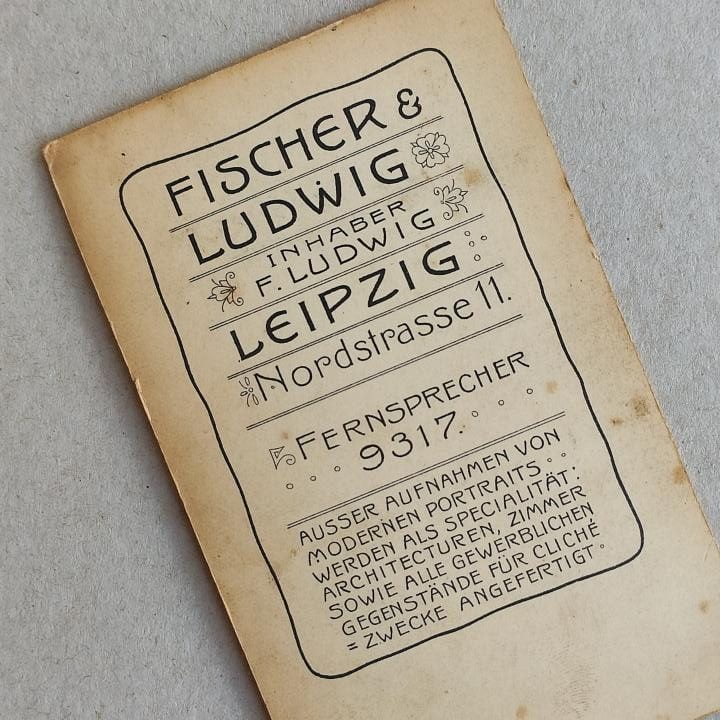 FISCHER &
LUDWIG
INHABER
F. LUDWIG
LEIPZIG
Nordstrasse 11.
FERNSPRECHER
9317.
AUSSER AUFNAHMEN VON
MODERNEN PORTRAITS . .
WERDEN ALS SPECIALITÄT:
ARCHITECTUREN, ZIMMER
SOWIE ALLE GEWERBLICHEN
GEGENSTÄNDE FÜR CLICHÉ
= ZWECKE ANGEFERTIGT.